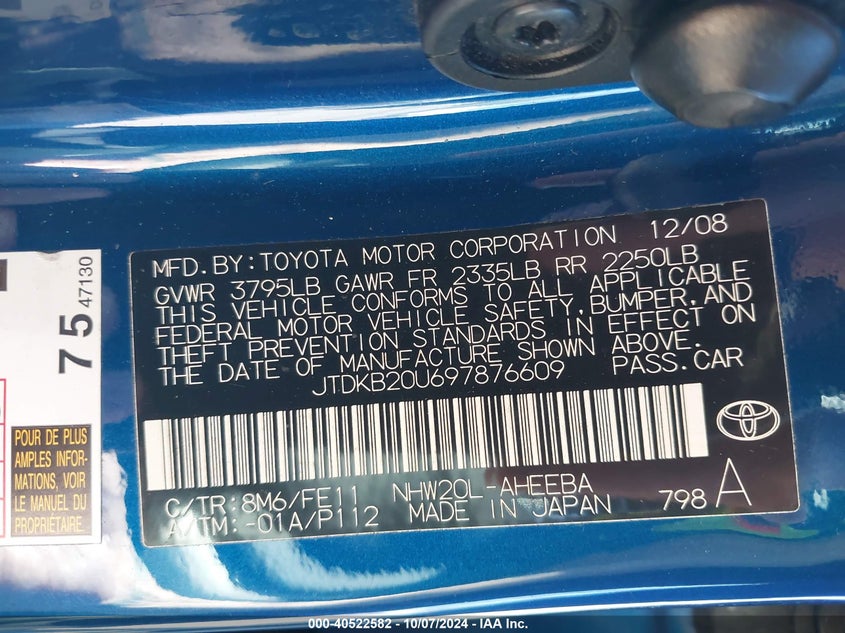 MFD. BY: TOYOTA MOTOR CORPORATION 12/08
GVWR 3795LB GAWR FR 2335LB RR 2250LB
THIS VEHICLE CONFORMS TO ALL APPLICABLE
FEDERAL MOTOR VEHICLE SAFETY, BUMPER, AND
THEFT PREVENTION STANDARDS IN EFFECT ON
THE DATE OF MANUFACTURE SHOWN ABOVE.
JTDKB20U697876609 PASS. CAR
C/TR: 8M6/FE11 NHW20L-AHEEBA
A/TM: -01A/P112 MADE IN JAPAN 798 A
75
47130
POUR DE PLUS
AMPLES INFOR-
MATIONS, VOIR
LE MANUEL DU
PROPRIÉTAIRE.
000-40522582 - 10/07/2024 - IAA Inc.